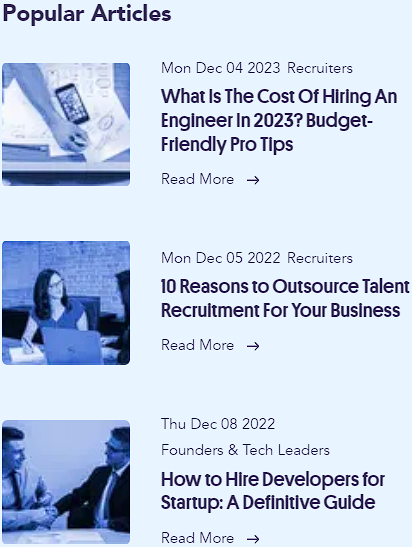 Popular Articles
Mon Dec 04 2023 Recruiters
What Is The Cost Of Hiring An
Engineer In 2023? Budget-
Friendly Pro Tips
Read More →
Mon Dec 05 2022 Recruiters
10 Reasons to Outsource Talent
Recruitment For Your Business
Read More →
Thu Dec 08 2022
Founders & Tech Leaders
How to Hire Developers for
Startup: A Definitive Guide
Read More →